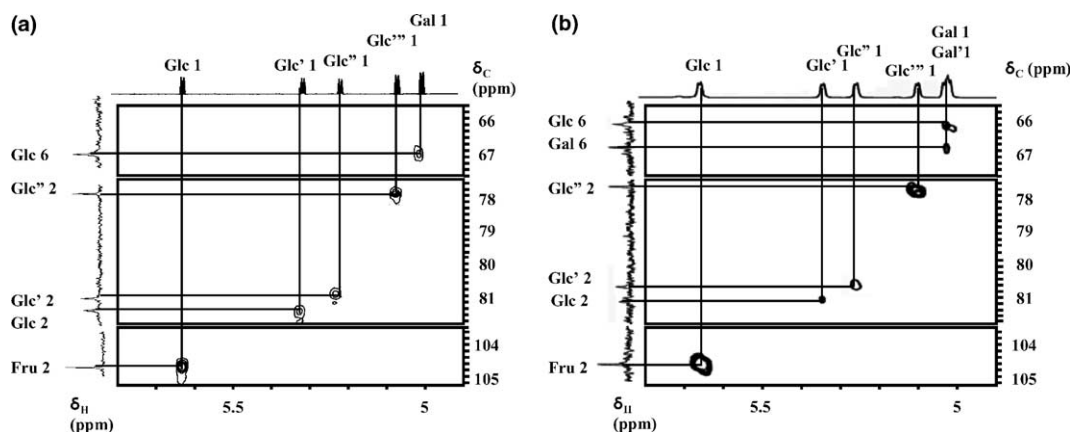 (a)
Gal 1
Glc’” 1
Glc 1
Glc’ 1
Glc” 1
δC
(ppm)
66
Glc 6
67
Glc” 2
78
79
80
Glc’ 2
81
Glc 2
104
Fru 2
105
δH
(ppm)
5.5
5
(b)
Gal 1
Glc” 1
Gal’1
Glc 1
Glc’ 1
Glc’” 1
δC
(ppm)
Glc 6
66
Gal 6
67
Glc” 2
78
79
80
Glc’ 2
Glc 2
81
104
Fru 2
105
δH
(ppm)
5.5
5